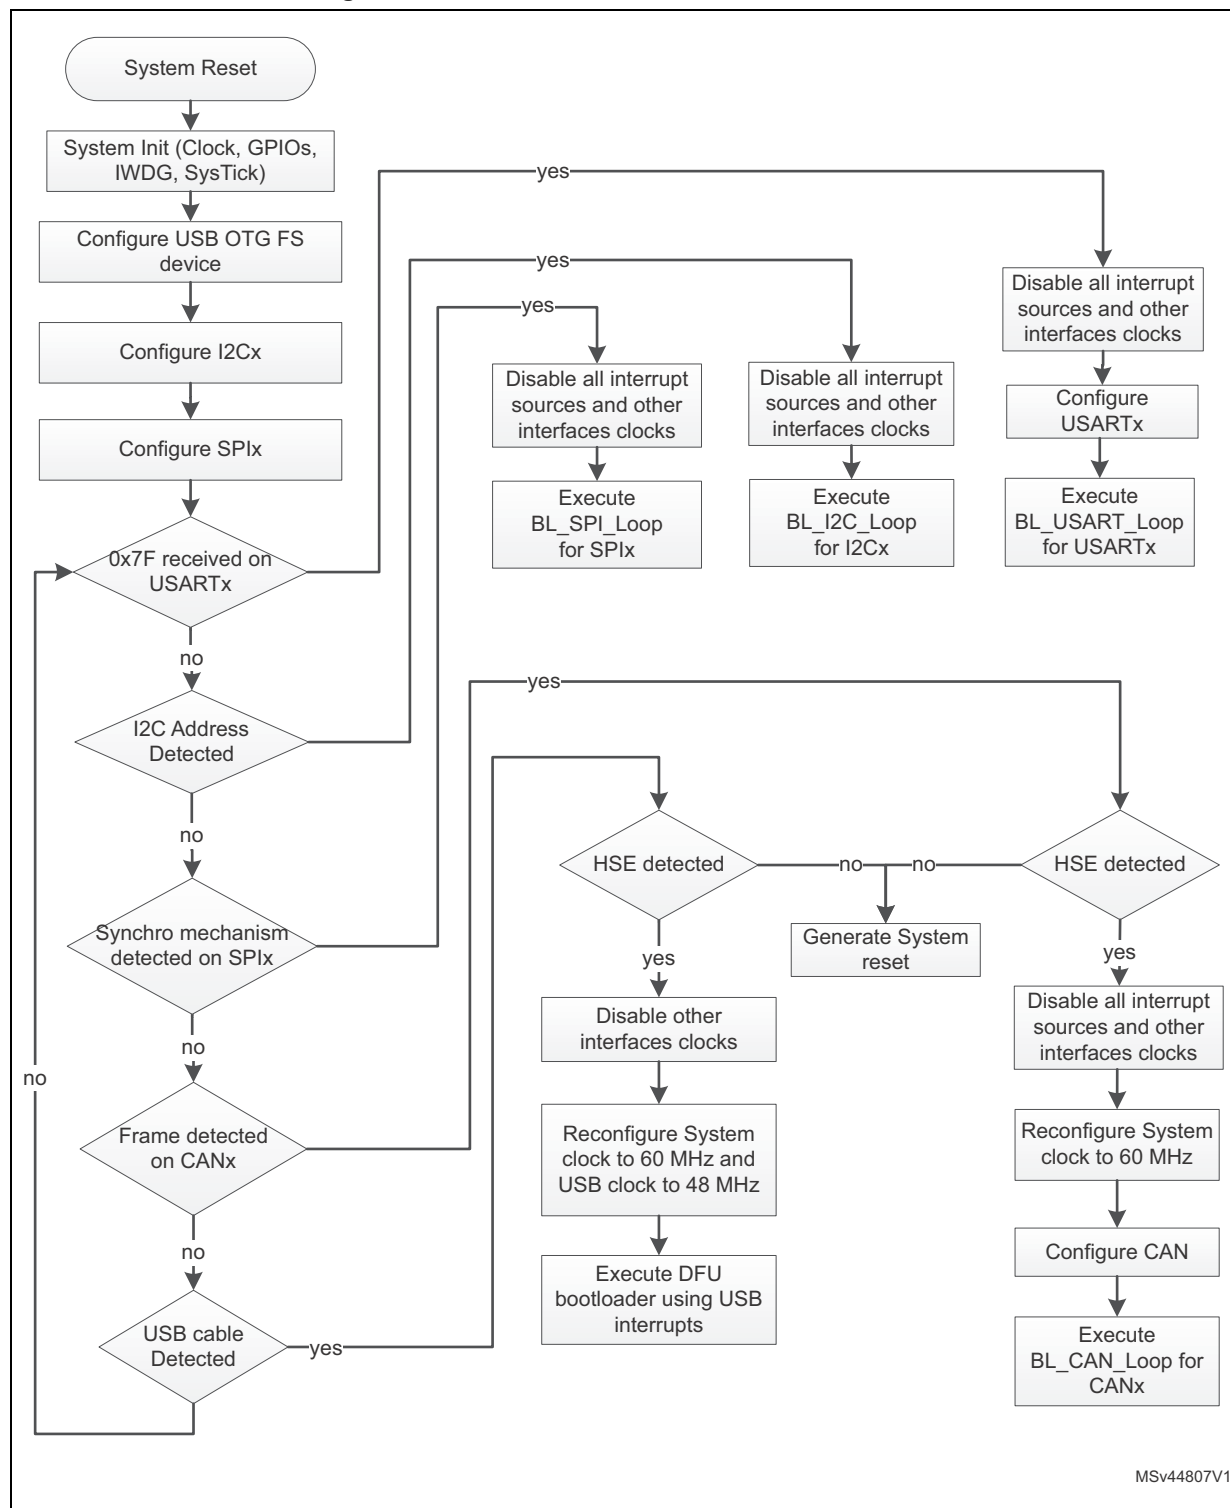 System Reset
System Init (Clock, GPIOs,
IWDG, SysTick)
yes
Configure USB OTG FS
device
yes
Disable all interrupt
sources and other
interfaces clocks
yes
Configure I2Cx
Disable all interrupt
sources and other
interfaces clocks
Disable all interrupt
sources and other
interfaces clocks
Configure
USARTx
Configure SPIx
Execute
BL_SPI_Loop
for SPIx
Execute
BL_I2C_Loop
for I2Cx
Execute
BL_USART_Loop
for USARTx
0x7F received on
USARTx
no
yes
I2C Address
Detected
no
HSE detected
no
no
HSE detected
Synchro mechanism
detected on SPIx
Generate System
reset
yes
yes
Disable other
interfaces clocks
Disable all interrupt
sources and other
interfaces clocks
no
no
Frame detected
on CANx
Reconfigure System
clock to 60 MHz and
USB clock to 48 MHz
Reconfigure System
clock to 60 MHz
no
Configure CAN
Execute DFU
bootloader using USB
interrupts
USB cable
Detected
yes
Execute
BL_CAN_Loop for
CANx
MSv44807V1